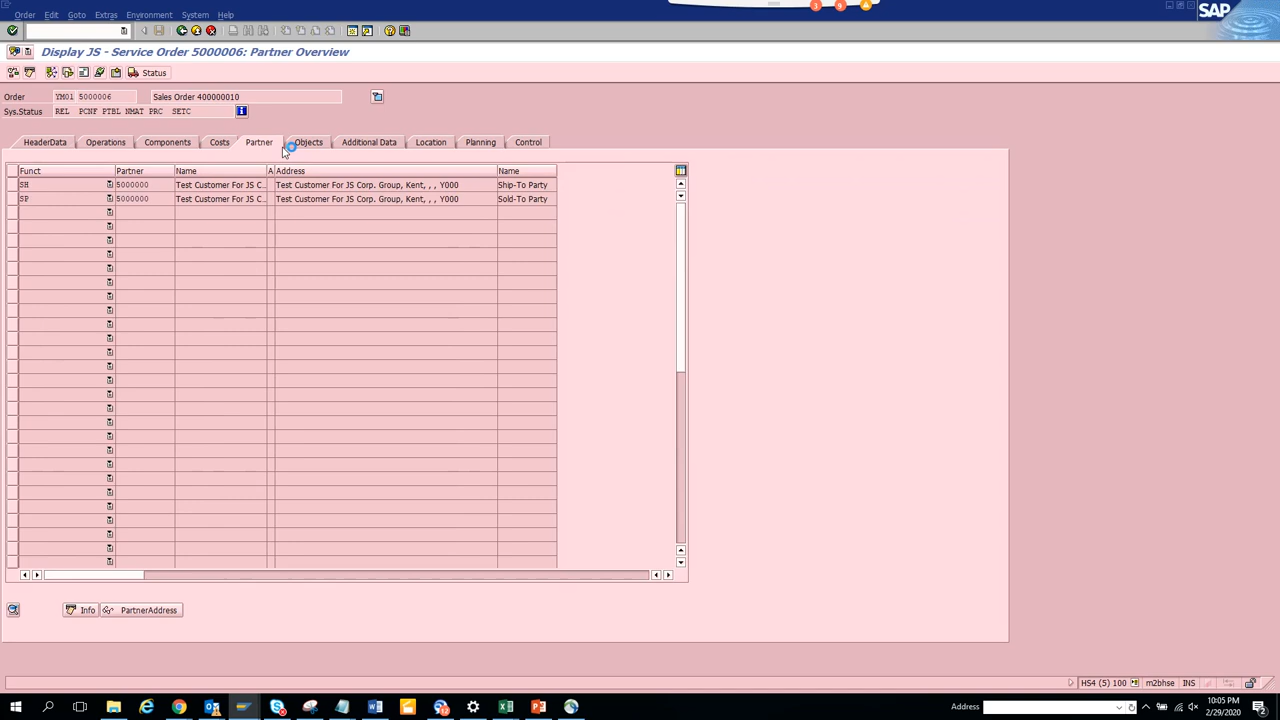 Order Edit Goto Extras Environment System Help
SAP
3 9
Display JS - Service Order 5000006: Partner Overview
Status
Order YM01 5000006 Sales Order 400000010
Sys.Status REL PCNF PTBL NMAT PRC SETC
HeaderData Operations Components Costs Partner Objects Additional Data Location Planning Control
Funct Partner Name A Address Name
SH 5000000 Test Customer For JS C... Test Customer For JS Corp. Group, Kent, , , Y000 Ship-To Party
SP 5000000 Test Customer For JS C... Test Customer For JS Corp. Group, Kent, , , Y000 Sold-To Party
Info PartnerAddress
HS4 (5) 100 m2bhse INS
Address 10:05 PM
2/29/2020